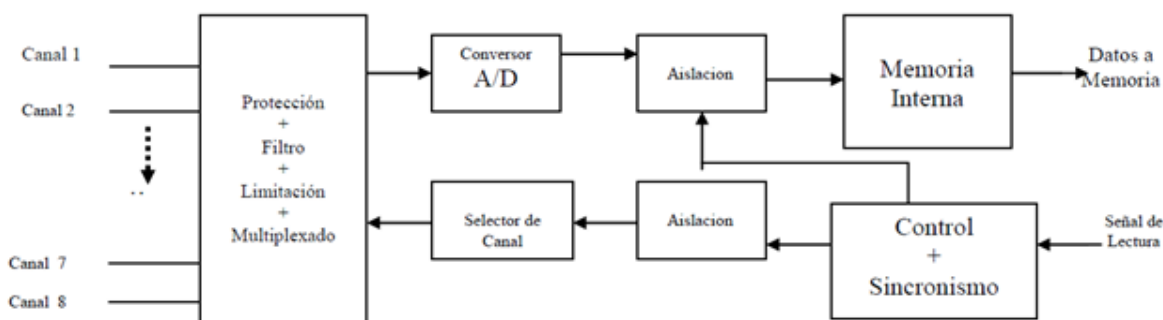 Canal 1
Canal 2
. .
Canal 7
Canal 8
Protección
+
Filtro
+
Limitación
+
Multiplexado
Conversor
A/D
Aislacion
Memoria
Interna
Datos a
Memoria
Selector de
Canal
Aislacion
Control
+
Sincronismo
Señal de
Lectura